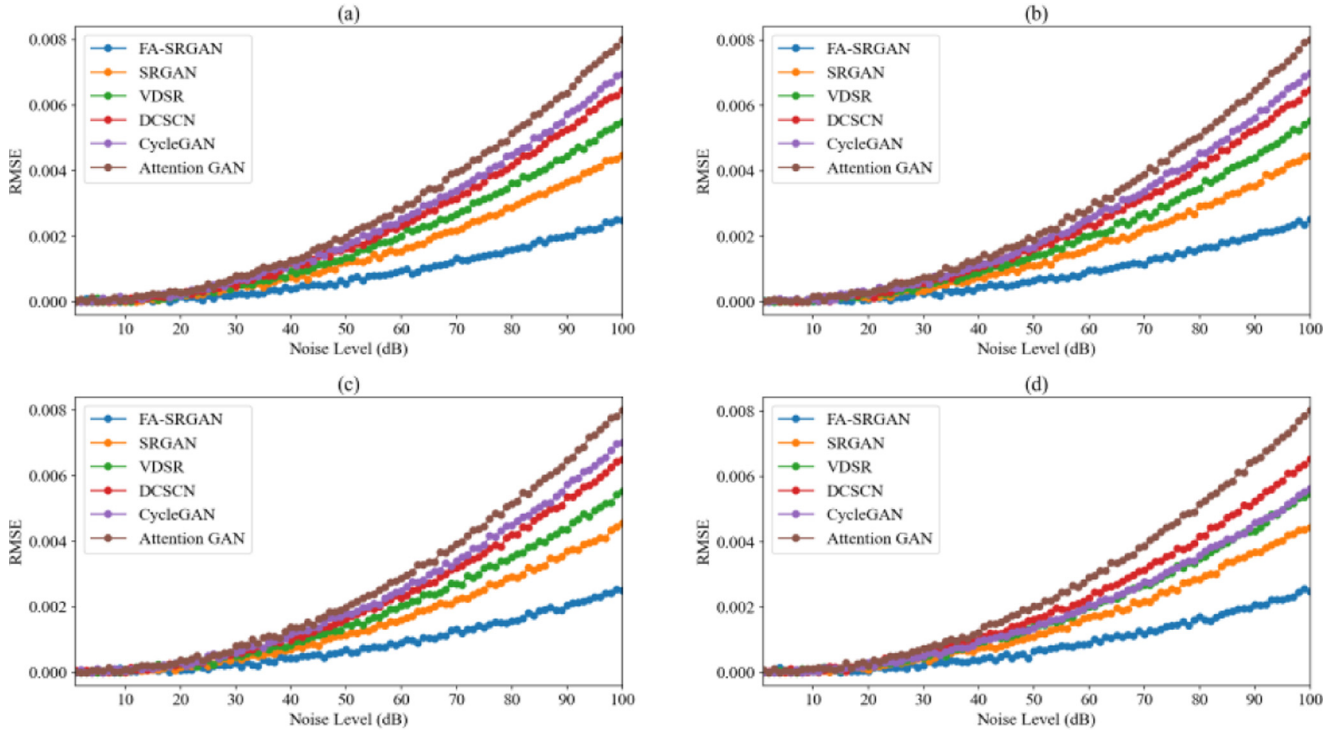 (a)
0.008
0.006
0.004
0.002
0.000
RMSE
FA-SRGAN
SRGAN
VDSR
DCSCN
CycleGAN
Attention GAN
10 20 30 40 50 60 70 80 90 100
Noise Level (dB)
(b)
0.008
0.006
0.004
0.002
0.000
RMSE
FA-SRGAN
SRGAN
VDSR
DCSCN
CycleGAN
Attention GAN
10 20 30 40 50 60 70 80 90 100
Noise Level (dB)
(c)
0.008
0.006
0.004
0.002
0.000
RMSE
FA-SRGAN
SRGAN
VDSR
DCSCN
CycleGAN
Attention GAN
10 20 30 40 50 60 70 80 90 100
Noise Level (dB)
(d)
0.008
0.006
0.004
0.002
0.000
RMSE
FA-SRGAN
SRGAN
VDSR
DCSCN
CycleGAN
Attention GAN
10 20 30 40 50 60 70 80 90 100
Noise Level (dB)